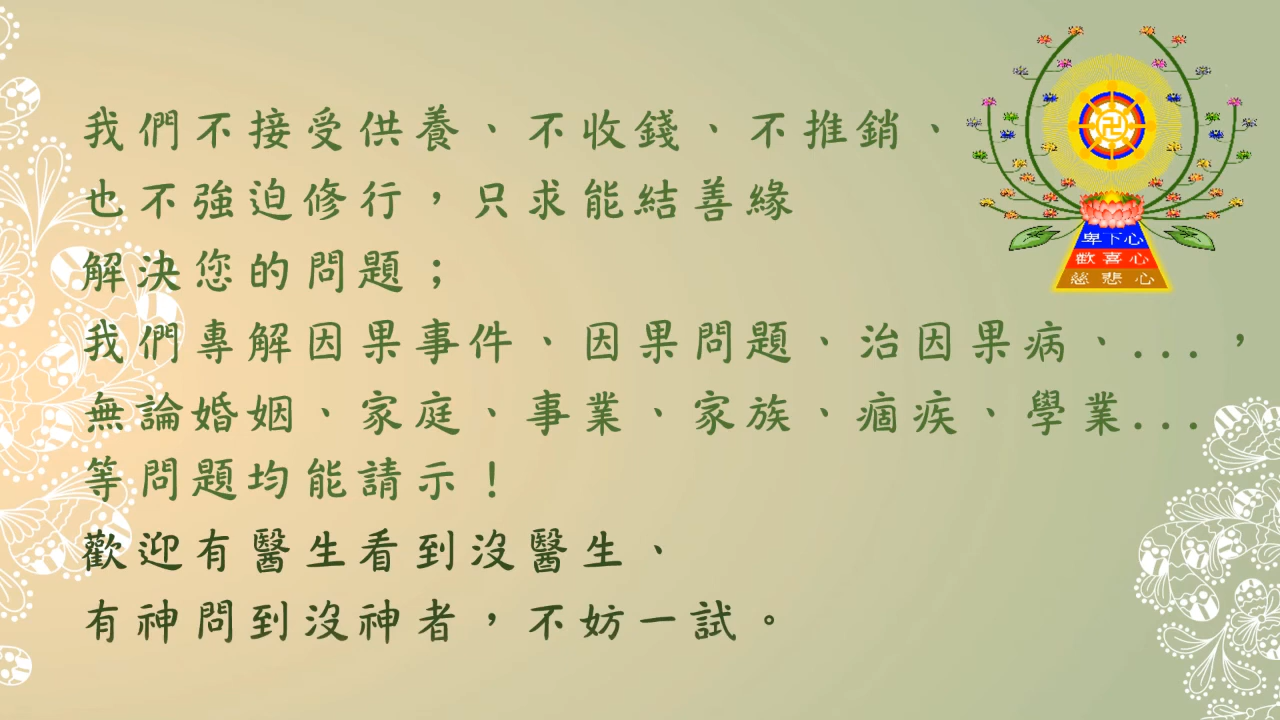 我們不接受供養、不收錢、不推銷、
也不強迫修行，只求能結善緣
解決您的問題；
我們專解因果事件、因果問題、治因果病、...，
無論婚姻、家庭、事業、家族、痼疾、學業...
等問題均能請示！
歡迎有醫生看到沒醫生、
有神問到沒神者，不妨一試。
卍
卑下心
歡喜心
慈悲心